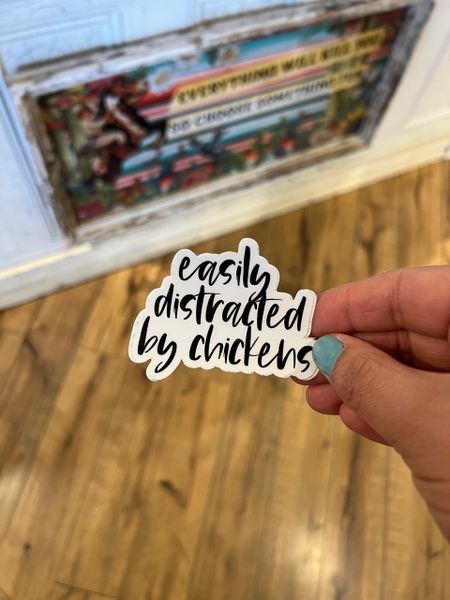 EVERYTHING WILL KILL YOU
SO CHOOSE SOMETHING FUN
easily
distracted
by chickens